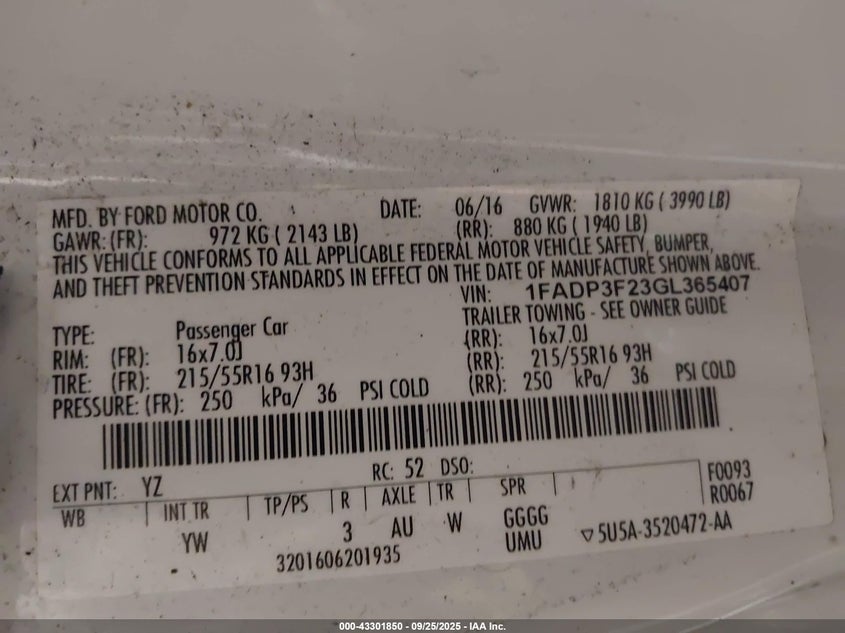 MFD. BY FORD MOTOR CO. DATE: 06/16 GVWR: 1810 KG ( 3990 LB)
GAWR: (FR): 972 KG ( 2143 LB) (RR): 880 KG ( 1940 LB)
THIS VEHICLE CONFORMS TO ALL APPLICABLE FEDERAL MOTOR VEHICLE SAFETY, BUMPER,
AND THEFT PREVENTION STANDARDS IN EFFECT ON THE DATE OF MANUFACTURE SHOWN ABOVE.
VIN: 1FADP3F23GL365407
TYPE: Passenger Car TRAILER TOWING - SEE OWNER GUIDE
RIM: (FR): 16x7.0J (RR): 16x7.0J
TIRE: (FR): 215/55R16 93H (RR): 215/55R16 93H
PRESSURE: (FR): 250 kPa/ 36 PSI COLD (RR): 250 kPa/ 36 PSI COLD
EXT PNT: YZ RC: 52 DSO: F0093
WB INT TR TP/PS R AXLE TR SPR R0067
YW 3 AU W GGGG
UMU ▽5U5A-3520472-AA
3201606201935
000-43301850 - 09/25/2025 - IAA Inc.